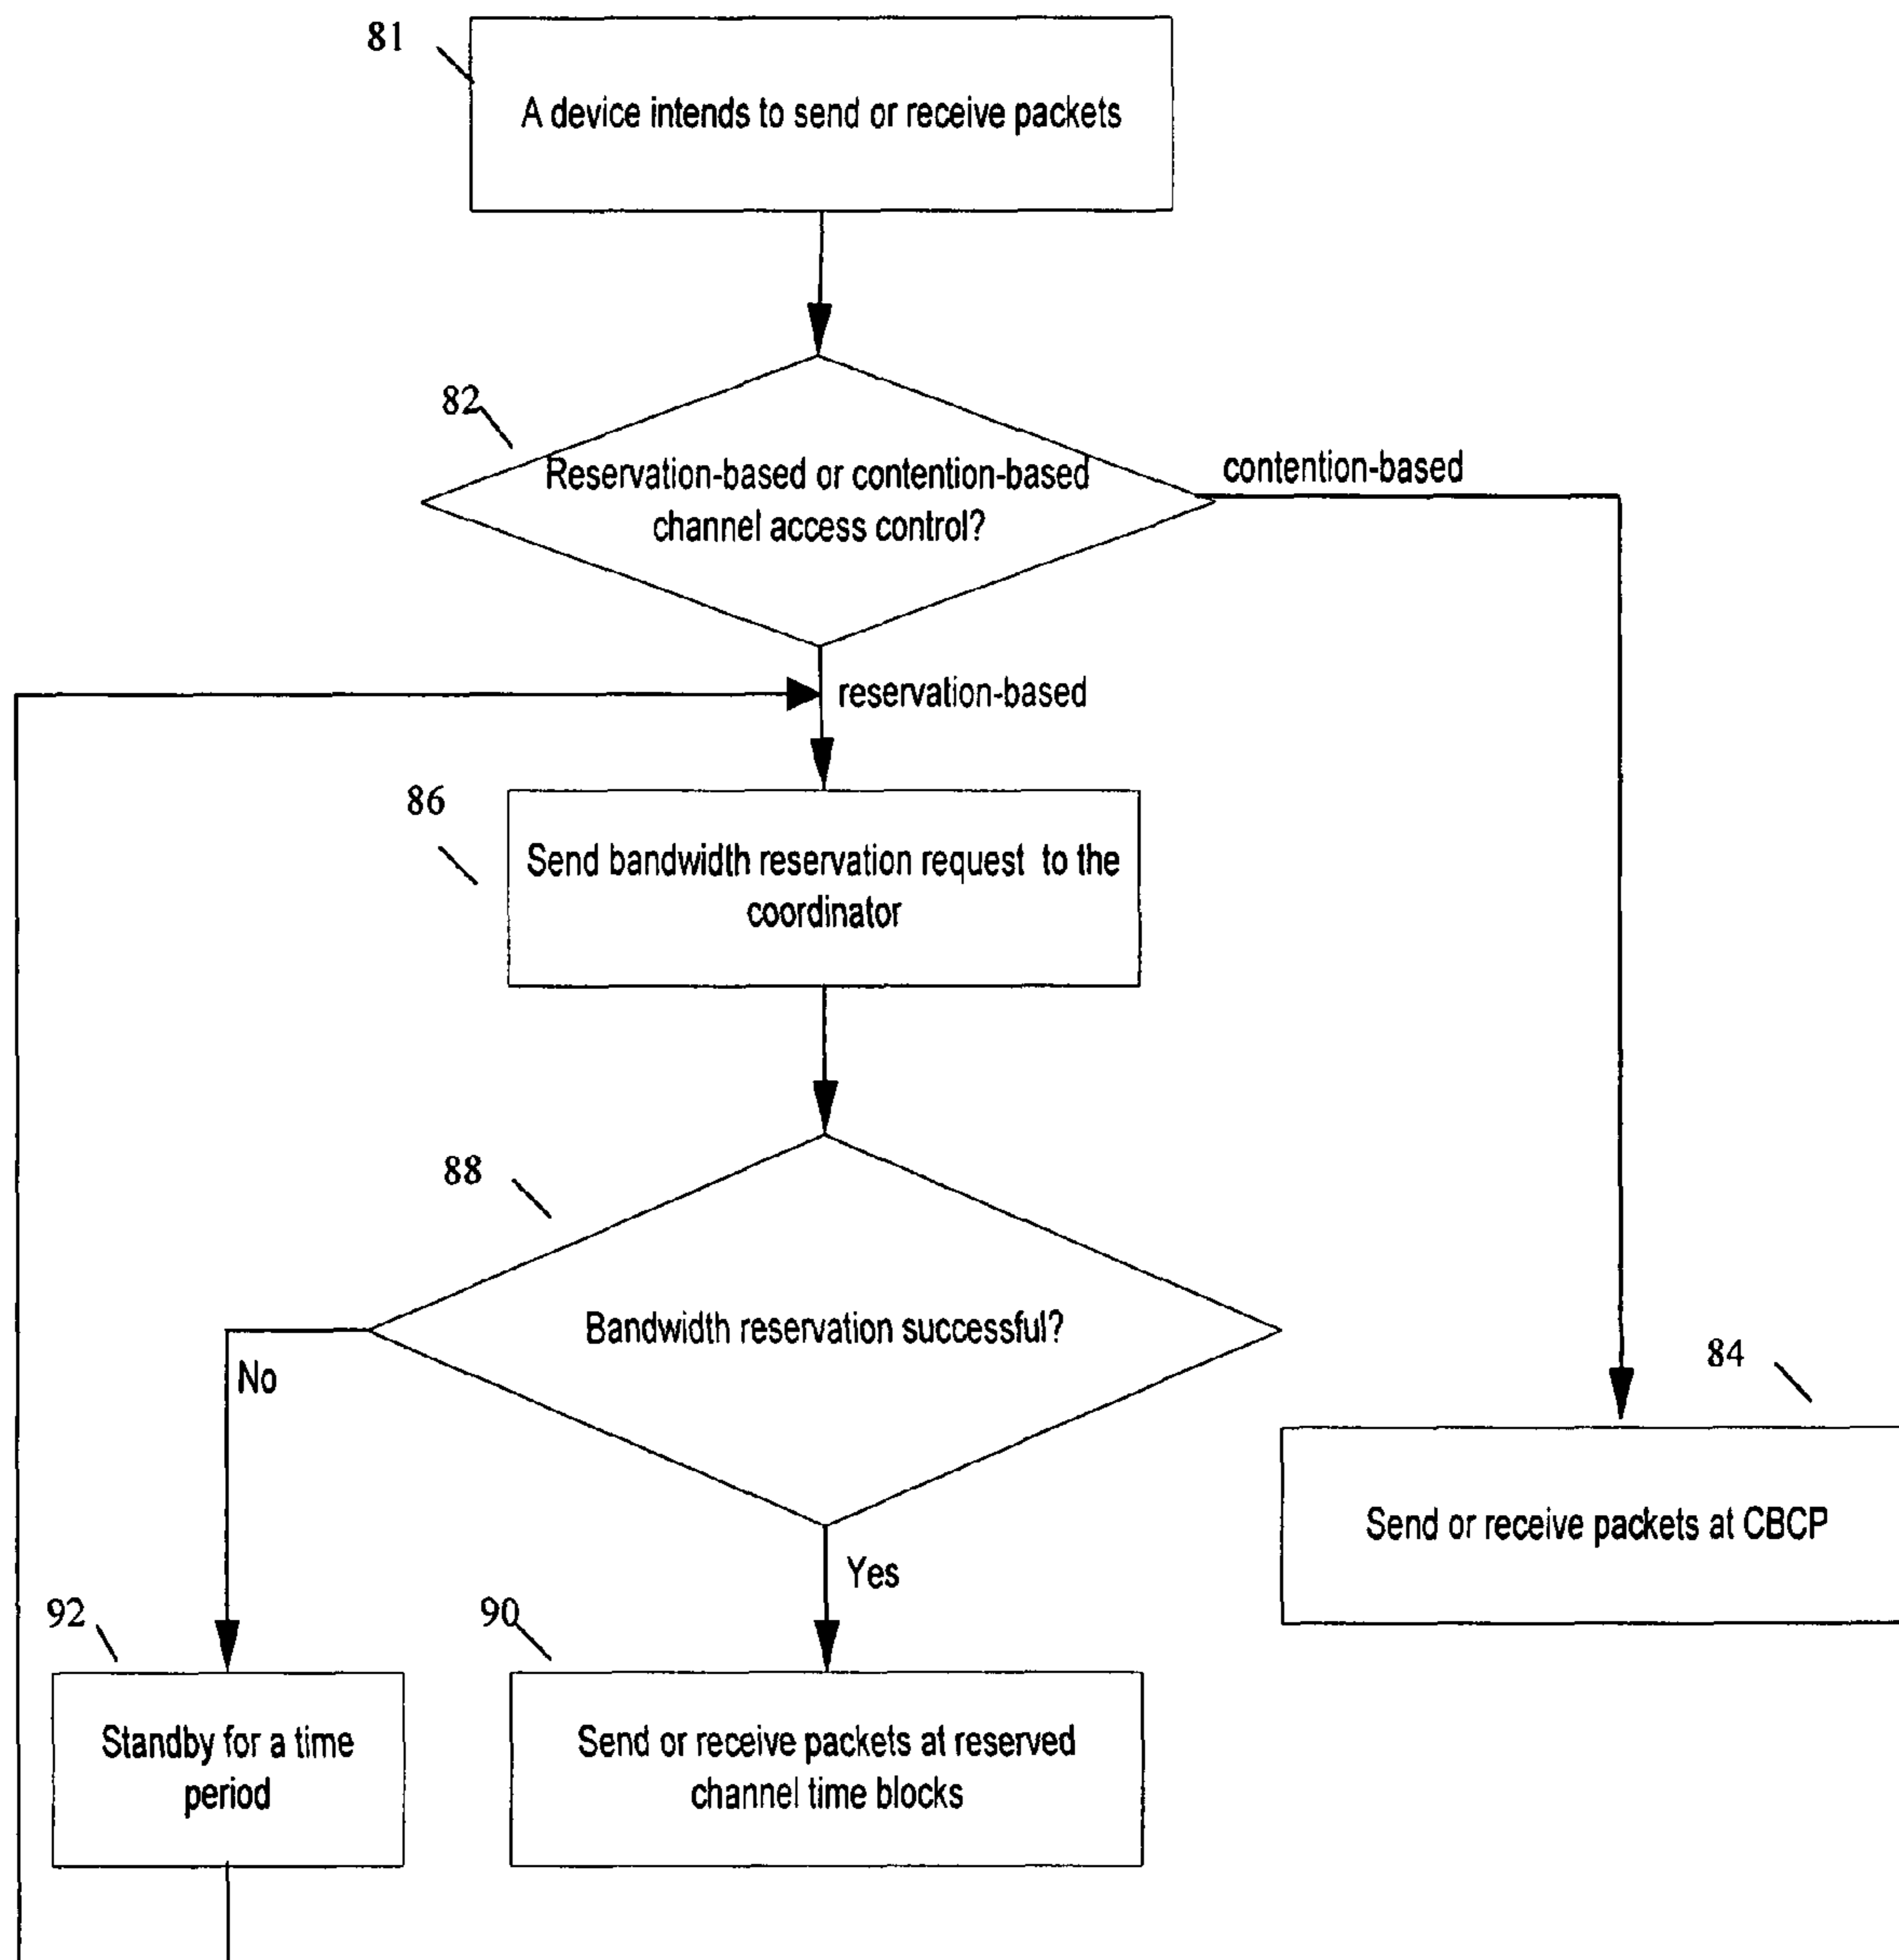 81
A device intends to send or receive packets
82
Reservation-based or contention-based
channel access control?
contention-based
reservation-based
86
Send bandwidth reservation request to the
coordinator
88
Bandwidth reservation successful?
No
84
Send or receive packets at CBCP
Yes
92
90
Standby for a time
period
Send or receive packets at reserved
channel time blocks